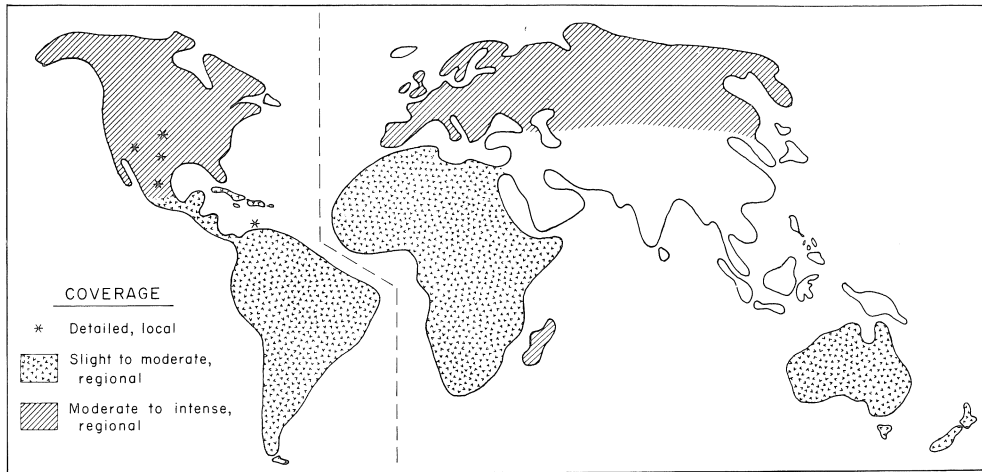 COVERAGE
* Detailed, local
Slight to moderate,
regional
Moderate to intense,
regional